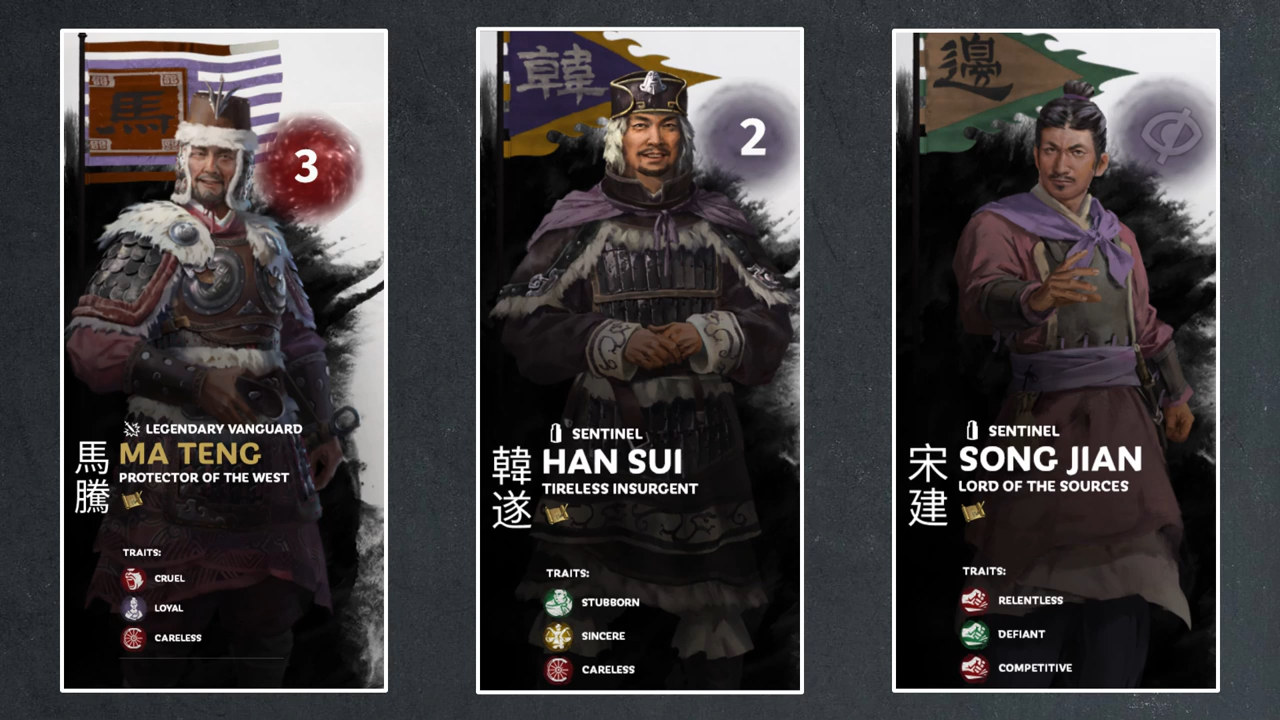 馬
3
LEGENDARY VANGUARD
馬騰
MA TENG
PROTECTOR OF THE WEST
TRAITS:
CRUEL
LOYAL
CARELESS
韓
2
SENTINEL
韓遂
HAN SUI
TIRELESS INSURGENT
TRAITS:
STUBBORN
SINCERE
CARELESS
邊
SENTINEL
宋建
SONG JIAN
LORD OF THE SOURCES
TRAITS:
RELENTLESS
DEFIANT
COMPETITIVE